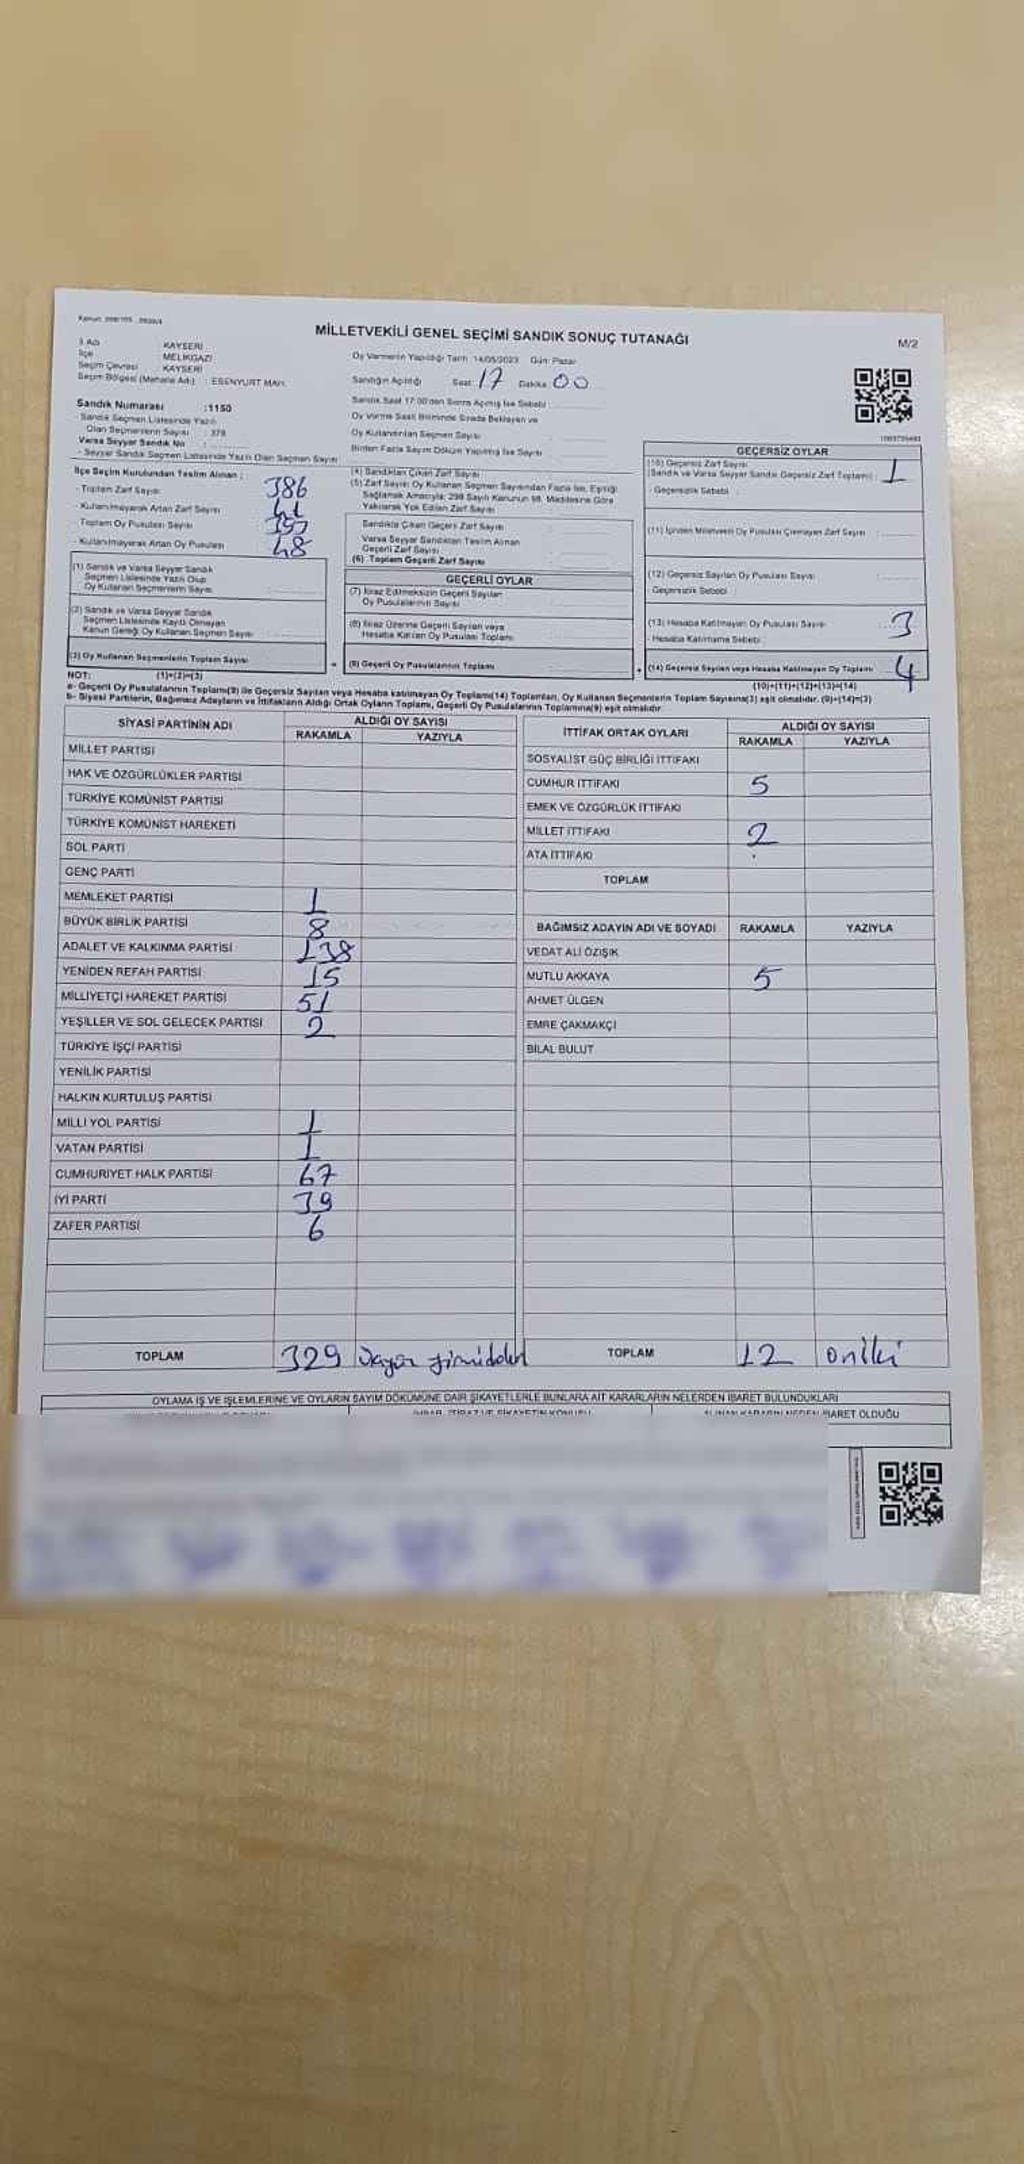 MİLLETVEKİLİ GENEL SEÇİMİ SANDIK SONUÇ TUTANAĞI
M/2
KAYSERİ
İlçe MELİKGAZİ
Seçim Çevresi KAYSERİ
Seçim Bölgesi (Mahalle Adı) : ESENYURT MAH.
Oy Vermenin Yapıldığı Tarih 14/05/2023 Gün: Pazar
Sandığın Açıldığı Saat: 17 Dakika 00
Sandık Saat 17:00'den Sonra Açılmış İse Sebebi
Oy Verme Saati Bitiminde Sırada Bekleyen ve
Oy Kullandırılan Seçmen Sayısı
Birden Fazla Sayım Döküm Yapılmış İse Sayısı
Sandık Numarası :1150
- Sandık Seçmen Listesinde Yazılı
Olan Seçmenlerin Sayısı : 378
Varsa Seyyar Sandık No
- Seyyar Sandık Seçmen Listesinde Yazılı Olan Seçmen Sayısı
İlçe Seçim Kurulundan Teslim Alınan :
- Toplam Zarf Sayısı 386
- Kullanılmayarak Artan Zarf Sayısı
- Toplam Oy Pusulası Sayısı
- Kullanılmayarak Artan Oy Pusulası 48
(1) Sandık ve Varsa Seyyar Sandık
Seçmen Listesinde Yazılı Olup
Oy Kullanan Seçmenlerin Sayısı
(2) Sandık ve Varsa Seyyar Sandık
Seçmen Listesinde Kayıtlı Olmayan
Kanun Gereği Oy Kullanan Seçmen Sayısı
(3) Oy Kullanan Seçmenlerin Toplam Sayısı
(4) Sandıktan Çıkan Zarf Sayısı
(5) Zarf Sayısı Oy Kullanan Seçmen Sayısından Fazla İse, Eşitliği
Sağlamak Amacıyla; 298 Sayılı Kanunun 98. Maddesine Göre
Yakılarak Yok Edilen Zarf Sayısı
Sandıkta Çıkan Geçerli Zarf Sayısı
Varsa Seyyar Sandıktan Teslim Alınan
Geçerli Zarf Sayısı
(6) Toplam Geçerli Zarf Sayısı
GEÇERLİ OYLAR
(7) İtiraz Edilmeksizin Geçerli Sayılan
Oy Pusulalarının Sayısı
(8) İtiraz Üzerine Geçerli Sayılan veya
Hesaba Katılan Oy Pusulası Toplamı
(9) Geçerli Oy Pusulalarının Toplamı
GEÇERSİZ OYLAR
(10) Geçersiz Zarf Sayısı
(Sandık ve Varsa Seyyar Sandık Geçersiz Zarf Toplamı) : 1
- Geçersizlik Sebebi :
(11) İçinden Milletvekili Oy Pusulası Çıkmayan Zarf Sayısı
(12) Geçersiz Sayılan Oy Pusulası Sayısı
- Geçersizlik Sebebi :
(13) Hesaba Katılmayan Oy Pusulası Sayısı 3
- Hesaba Katılmama Sebebi
(14) Geçersiz Sayılan veya Hesaba Katılmayan Oy Toplamı 4
NOT: (1)+(2)=(3)
(10)+(11)+(12)+(13)=(14)
a- Geçerli Oy Pusulalarının Toplamı(9) ile Geçersiz Sayılan veya Hesaba katılmayan Oy Toplamı(14) Toplamları, Oy Kullanan Seçmenlerin Toplam Sayısına(3) eşit olmalıdır. (9)+(14)=(3)
b- Siyasi Partilerin, Bağımsız Adayların ve İttifakların Aldığı Ortak Oyların Toplamı, Geçerli Oy Pusulalarının Toplamına(9) eşit olmalıdır.
SİYASİ PARTİNİN ADI ALDIĞI OY SAYISI
RAKAMLA YAZIYLA
MİLLET PARTİSİ
HAK VE ÖZGÜRLÜKLER PARTİSİ
TÜRKİYE KOMÜNİST PARTİSİ
TÜRKİYE KOMÜNİST HAREKETİ
SOL PARTİ
GENÇ PARTİ
MEMLEKET PARTİSİ 1
BÜYÜK BİRLİK PARTİSİ 8
ADALET VE KALKINMA PARTİSİ 138
YENİDEN REFAH PARTİSİ 15
MİLLİYETÇİ HAREKET PARTİSİ 51
YEŞİLLER VE SOL GELECEK PARTİSİ 2
TÜRKİYE İŞÇİ PARTİSİ
YENİLİK PARTİSİ
HALKIN KURTULUŞ PARTİSİ
MİLLİ YOL PARTİSİ 1
VATAN PARTİSİ 1
CUMHURİYET HALK PARTİSİ 67
İYİ PARTİ 39
ZAFER PARTİSİ 6
TOPLAM 329
İTTİFAK ORTAK OYLARI ALDIĞI OY SAYISI
RAKAMLA YAZIYLA
SOSYALİST GÜÇ BİRLİĞİ İTTİFAKI
CUMHUR İTTİFAKI 5
EMEK VE ÖZGÜRLÜK İTTİFAKI
MİLLET İTTİFAKI 2
ATA İTTİFAKI
TOPLAM
BAĞIMSIZ ADAYIN ADI VE SOYADI RAKAMLA YAZIYLA
VEDAT ALİ ÖZIŞIK
MUTLU AKKAYA 5
AHMET ÜLGEN
EMRE ÇAKMAKÇI
BİLAL BULUT
TOPLAM 12 oniki
OYLAMA İŞ VE İŞLEMLERİNE VE OYLARIN SAYIM DÖKÜMÜNE DAİR ŞİKAYETLERLE BUNLARA AİT KARARLARIN NELERDEN İBARET BULUNDUKLARI
İBARET OLDUĞU